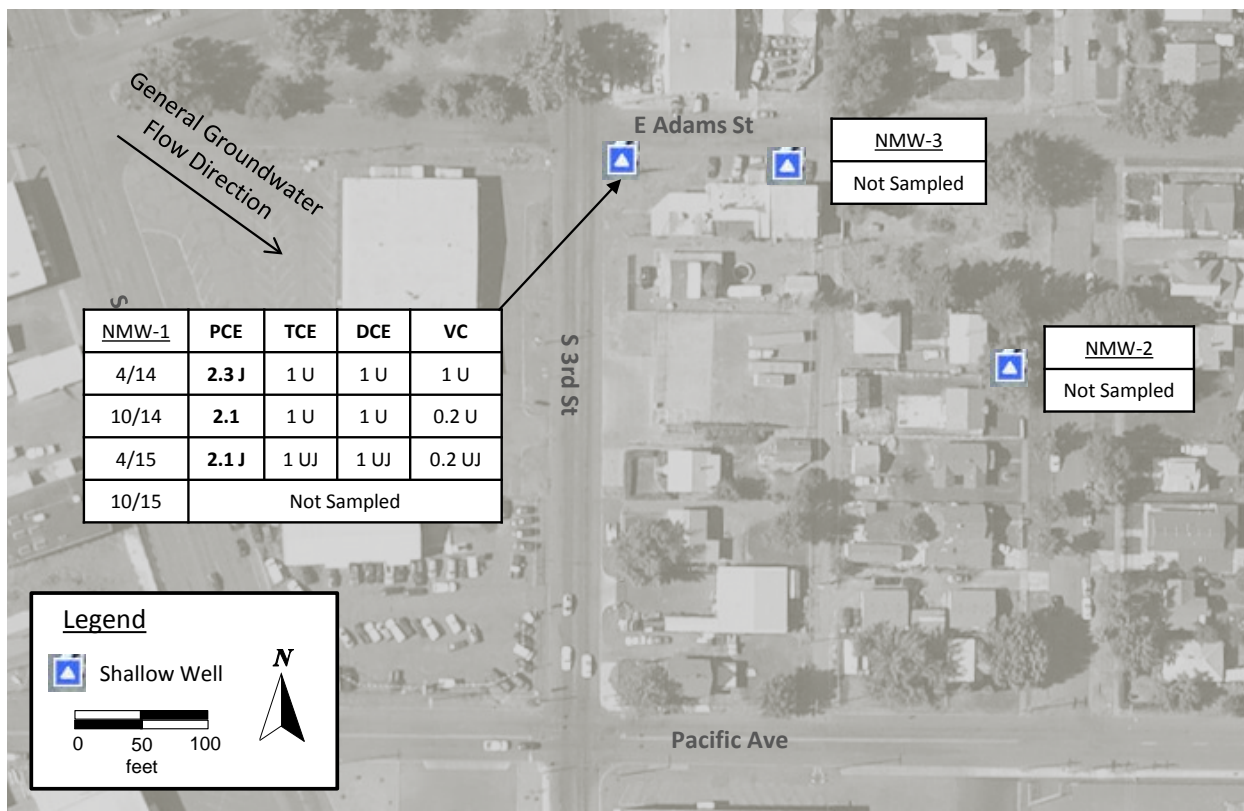 General Groundwater
Flow Direction
E Adams St
NMW-3
Not Sampled
S
NMW-1 PCE TCE DCE VC
4/14 2.3 J 1 U 1 U 1 U
10/14 2.1 1 U 1 U 0.2 U
4/15 2.1 J 1 UJ 1 UJ 0.2 UJ
10/15 Not Sampled
S 3rd St
NMW-2
Not Sampled
Legend
Shallow Well
N
0 50 100
feet
Pacific Ave